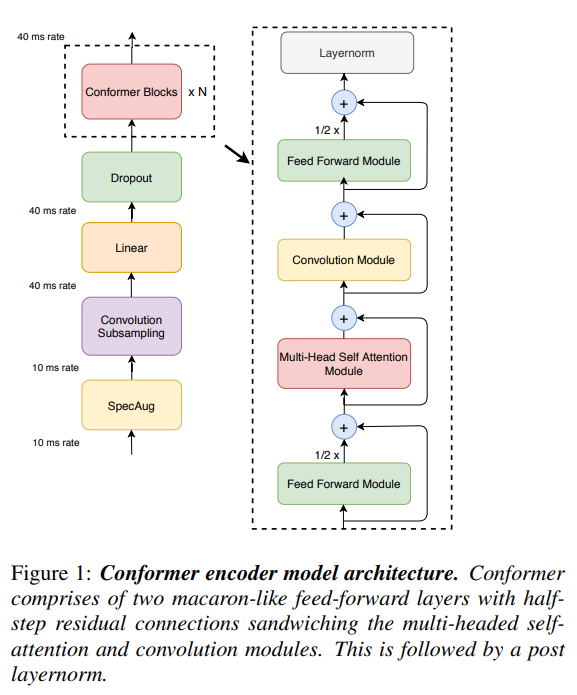 40 ms rate
Conformer Blocks
x N
Dropout
40 ms rate
Linear
40 ms rate
Convolution
Subsampling
10 ms rate
SpecAug
10 ms rate
Layernorm
+
1/2 x
Feed Forward Module
+
Convolution Module
+
Multi-Head Self Attention
Module
+
1/2 x
Feed Forward Module
Figure 1: Conformer encoder model architecture. Conformer
comprises of two macaron-like feed-forward layers with half-
step residual connections sandwiching the multi-headed self-
attention and convolution modules. This is followed by a post
layernorm.